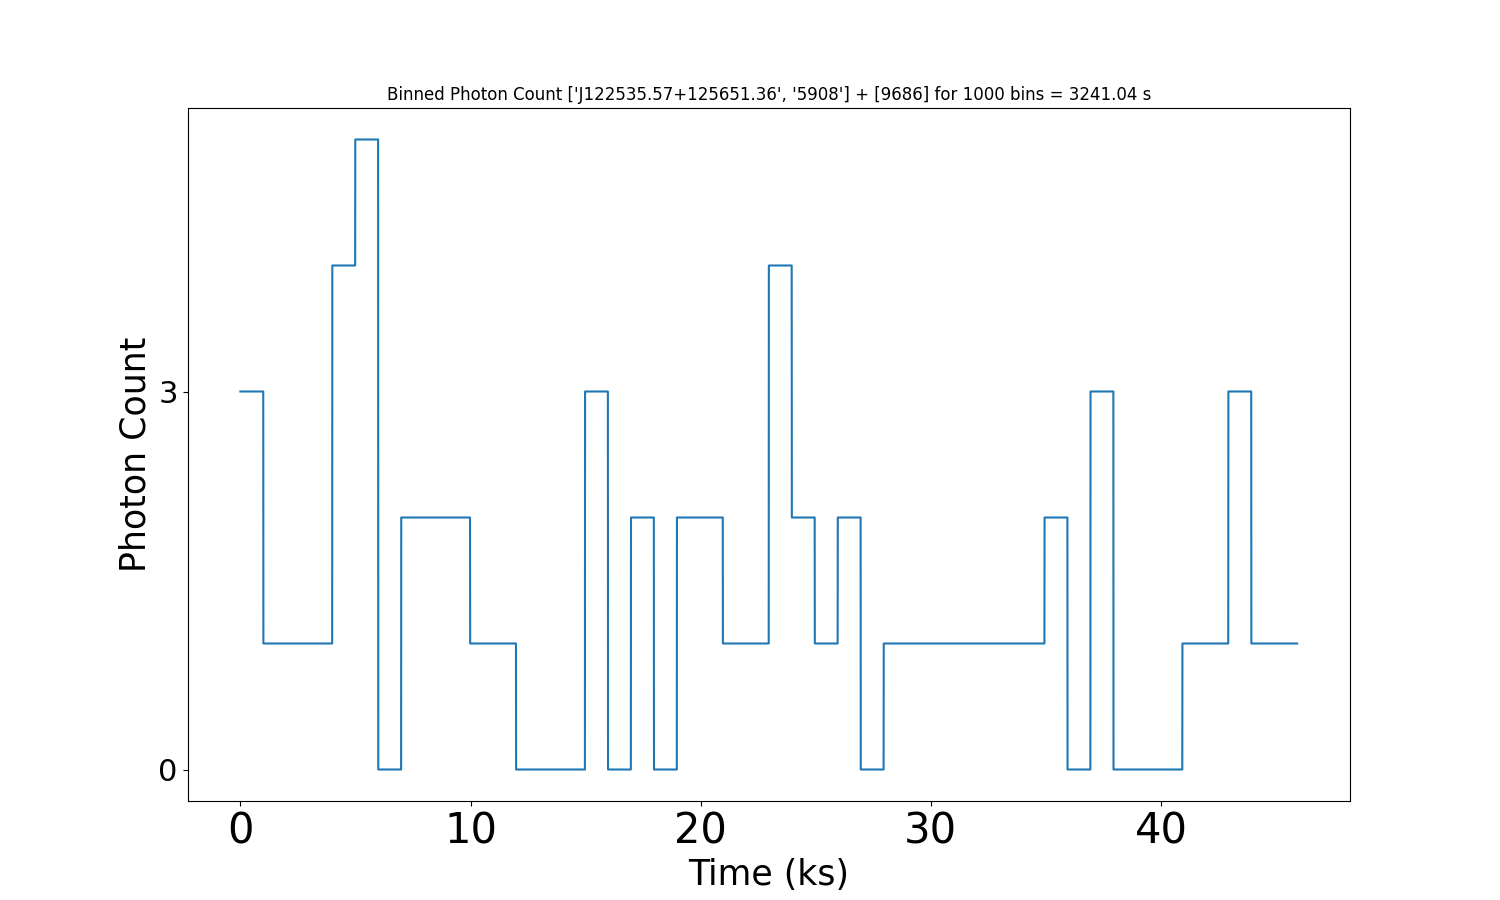 Binned Photon Count ['J122535.57+125651.36', '5908'] + [9686] for 1000 bins = 3241.04 s
Photon Count
3
0
0 10 20 30 40
Time (ks)